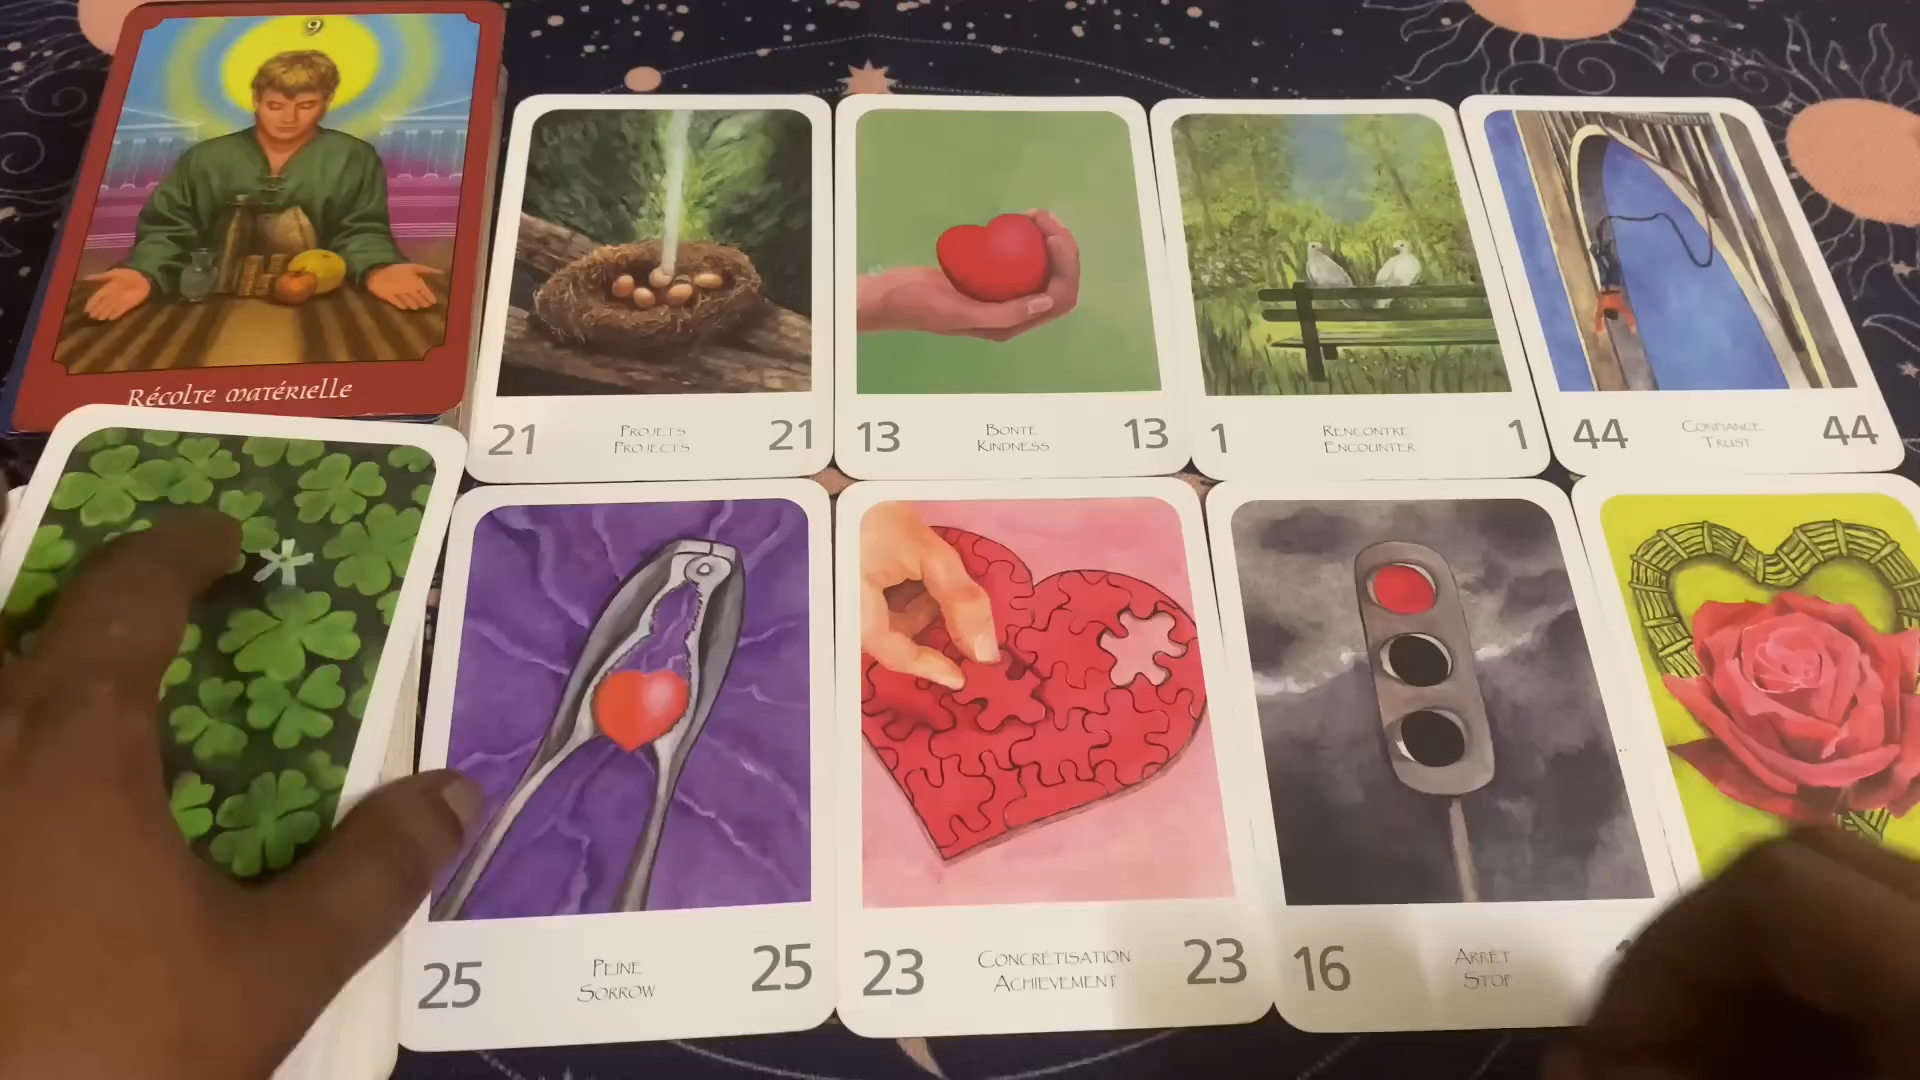 9
Récolte matérielle
21 PROJETS 21
PROJECTS
13 BONTÉ 13
KINDNESS
1 RENCONTRE 1
ENCOUNTER
44 CONFIANCE 44
TRUST
25 PEINE 25
SORROW
23 CONCRÉTISATION 23
ACHIEVEMENT
16 ARRÊT
STOP